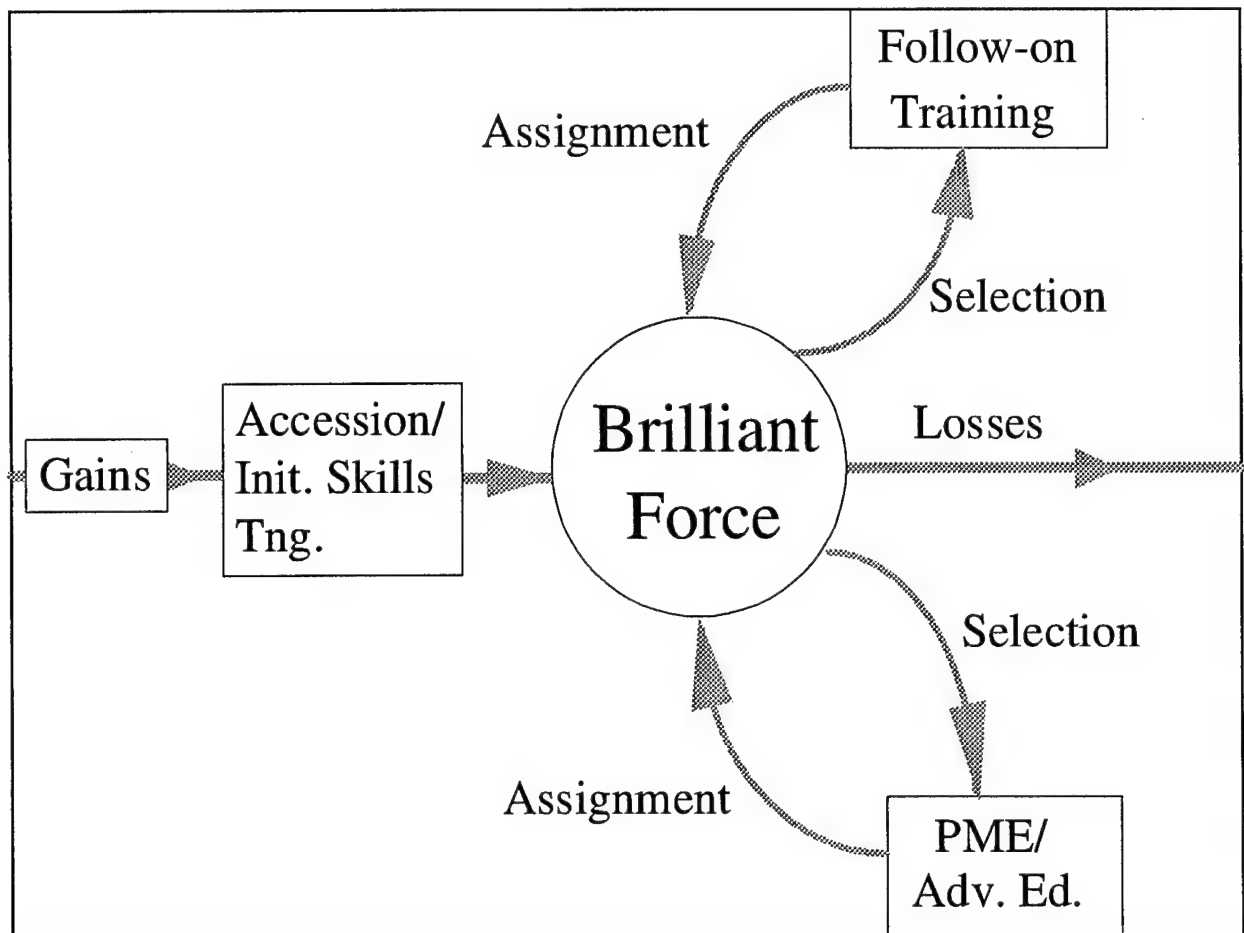 Follow-on
Training
Assignment
Selection
Gains
Accession/
Init. Skills
Tng.
Brilliant
Force
Losses
Selection
Assignment
PME/
Adv. Ed.